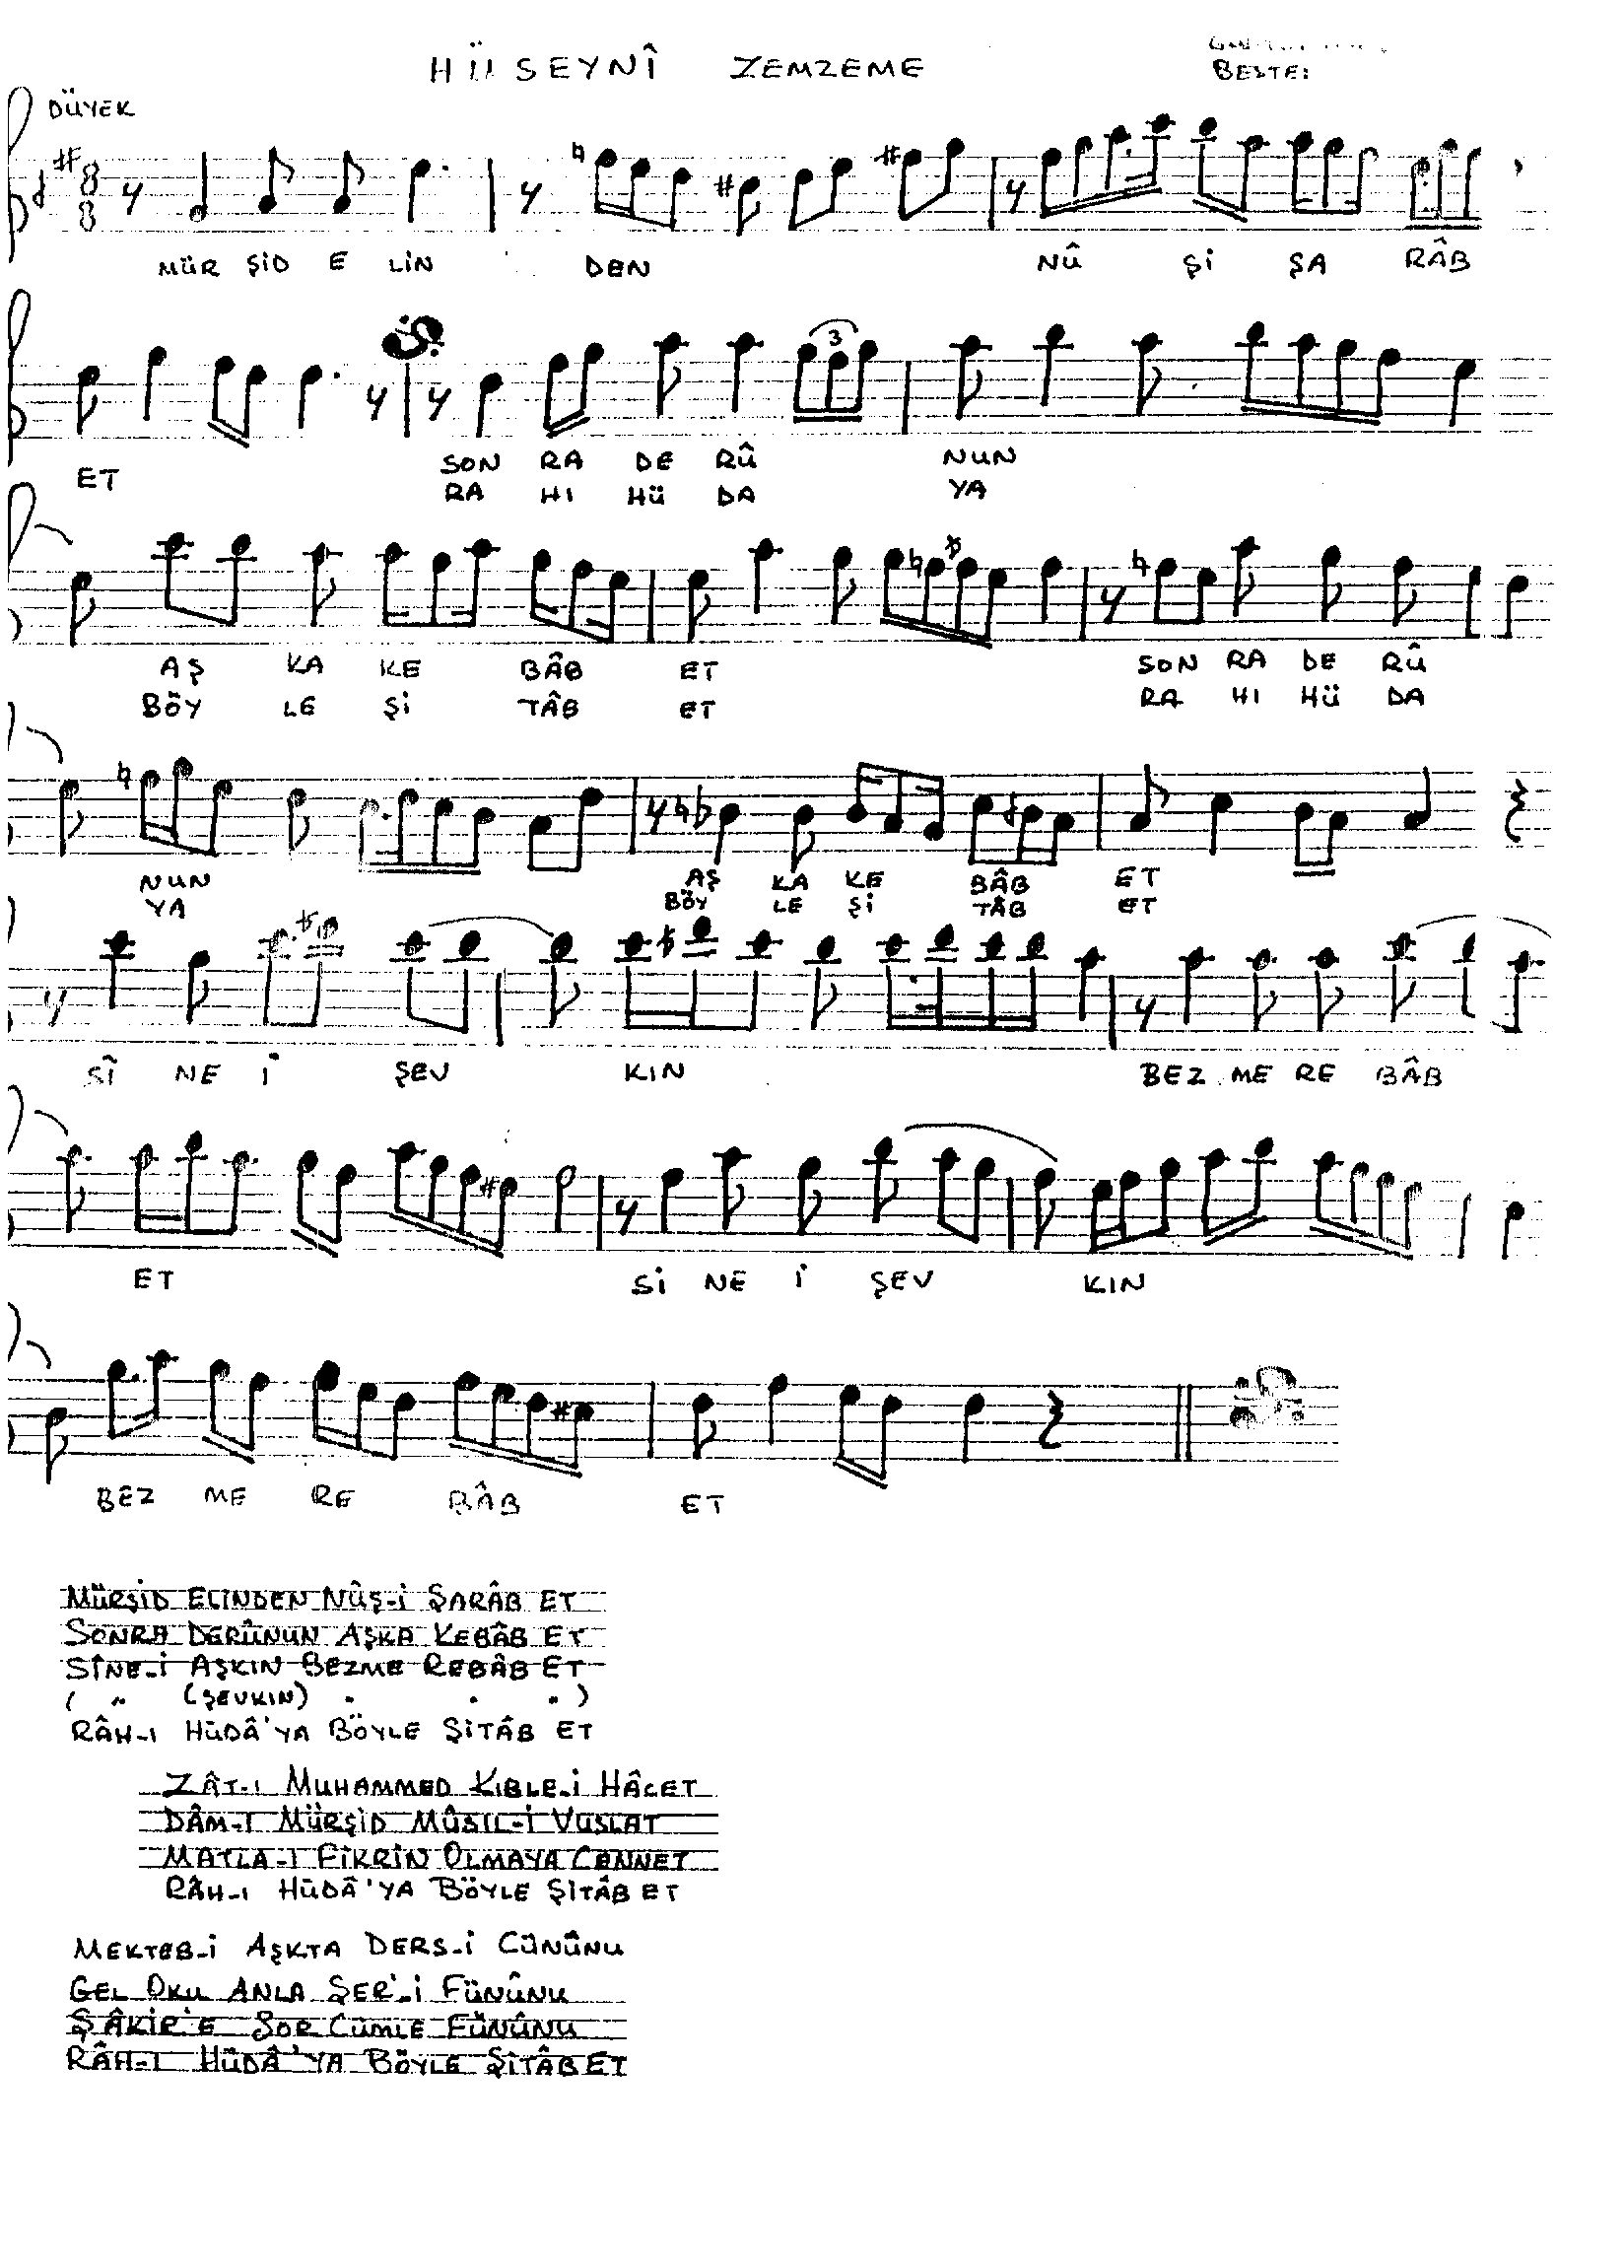 HÜSEYNÎ ZEMZEME
BESTE:
DÜYEK
8
8
MÜR ŞİD E LİN DEN NÛ Şİ ŞA RÂB
3
ET SON RA DE RÛ NUN
RA HI HÜ DA YA
AŞ KA KE BÂB ET SON RA DE RÛ
BÖY LE Şİ TÂB ET RA HI HÜ DA
NUN AŞ KA KE BÂB ET
YA BÖY LE Şİ TÂB ET
SÎ NE İ ŞEV KIN BEZ ME RE BÂB
ET Sİ NE İ ŞEV KIN
BEZ ME RE BÂB ET
MÜRŞİD ELİNDEN NÛŞ-İ ŞARÂB ET
SONRA DERÛNUN AŞKA KEBÂB ET
SÎNE-İ AŞKIN BEZME REBÂB ET
( " (ŞEVKIN) " " " )
RÂH-I HÜDÂ'YA BÖYLE ŞİTÂB ET
ZÂT-I MUHAMMED KIBLE-İ HÂCET
DÂM-I MÜRŞİD MÛSIL-İ VUSLAT
MATLA-I FİKRİN OLMAYA CENNET
RÂH-I HÜDÂ'YA BÖYLE ŞİTÂB ET
MEKTEB-İ AŞKTA DERS-İ CÜNÛNU
GEL OKU ANLA ŞER'-İ FÜNÛNU
ŞÂKİR'E SOR CÜMLE FÜNÛNU
RÂH-I HÜDÂ'YA BÖYLE ŞİTÂB ET